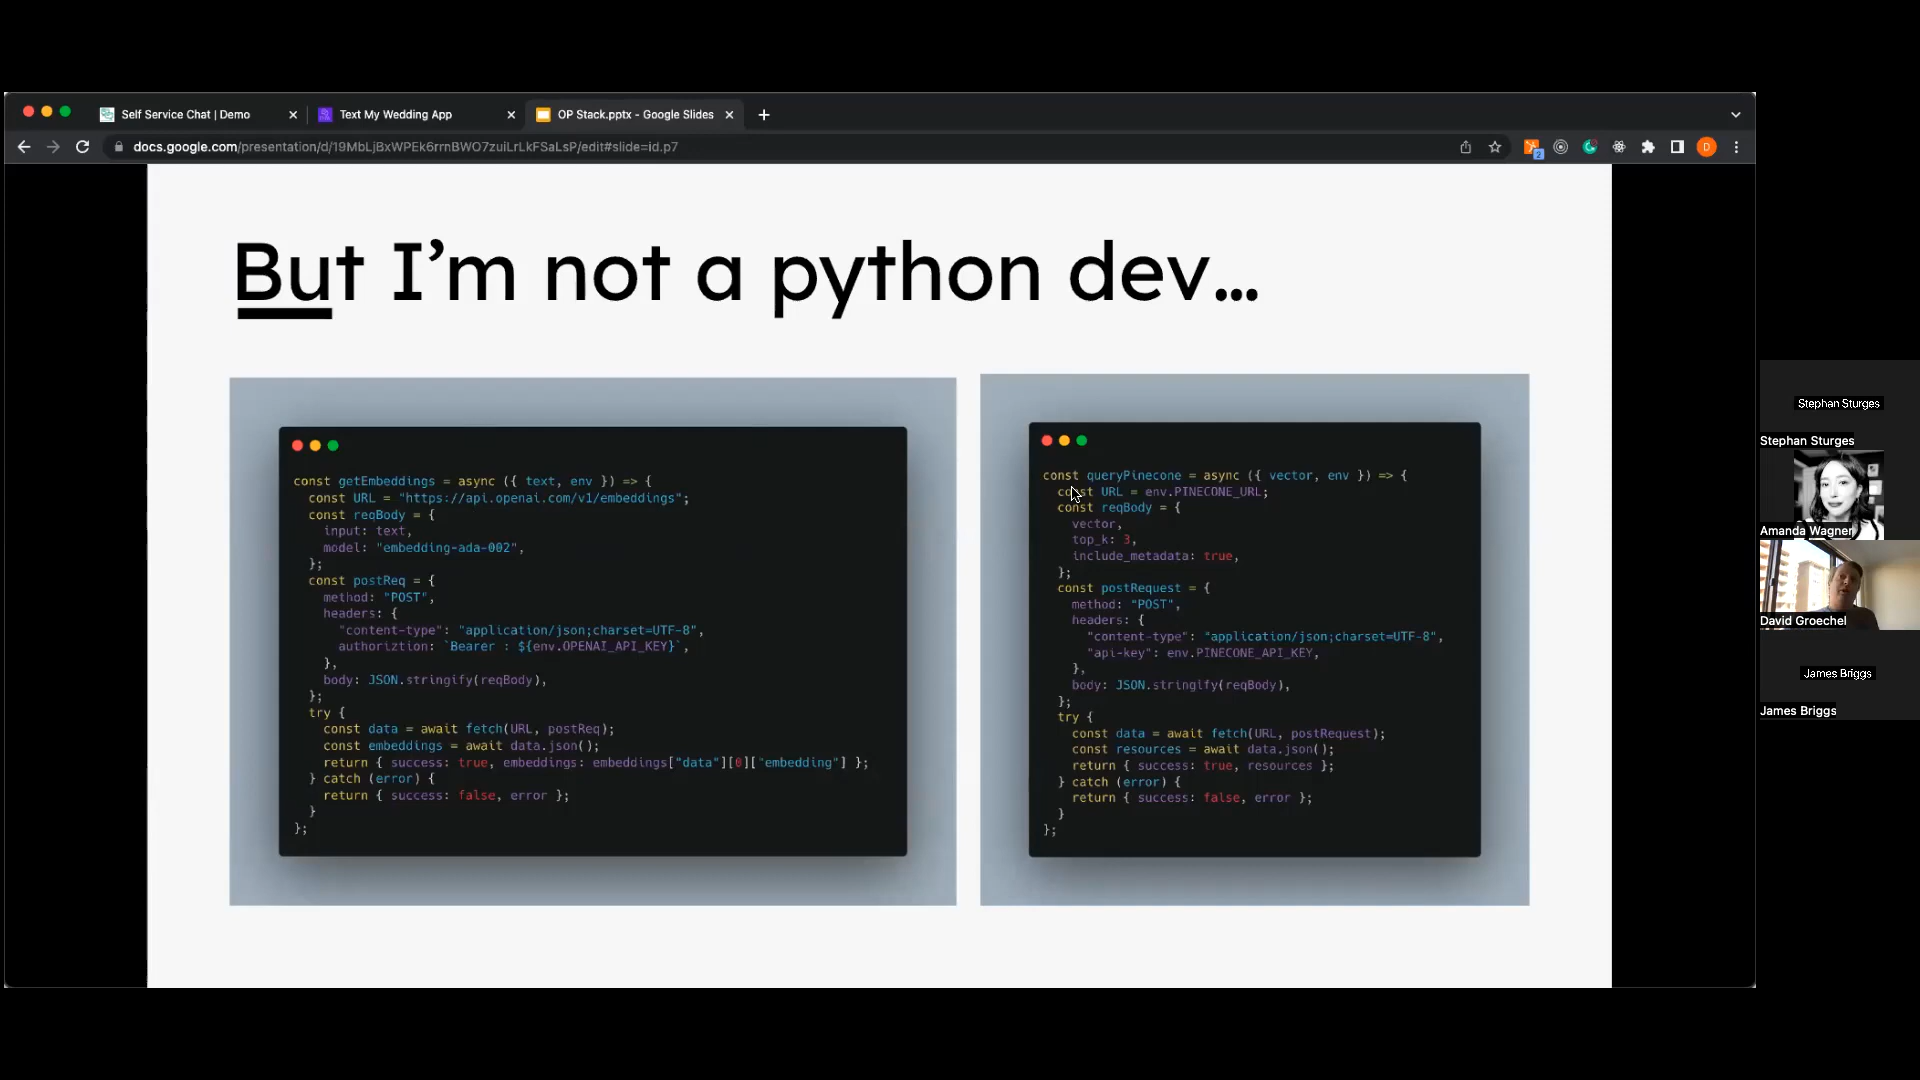 Self Service Chat | Demo
Text My Wedding App
OP Stack.pptx - Google Slides
docs.google.com/presentation/d/19MbLjBxWPEk6rrnBWO7zuiLrLkFSaLsP/edit#slide=id.p7
2
D
But I’m not a python dev...
const getEmbeddings = async ({ text, env }) => {
const URL = "https://api.openai.com/v1/embeddings";
const reqBody = {
input: text,
model: "embedding-ada-002",
};
const postReq = {
method: "POST",
headers: {
"content-type": "application/json;charset=UTF-8",
authoriztion: `Bearer : ${env.OPENAI_API_KEY}`,
},
body: JSON.stringify(reqBody),
};
try {
const data = await fetch(URL, postReq);
const embeddings = await data.json();
return { success: true, embeddings: embeddings["data"][0]["embedding"] };
} catch (error) {
return { success: false, error };
}
};
const queryPinecone = async ({ vector, env }) => {
const URL = env.PINECONE_URL;
const reqBody = {
vector,
top_k: 3,
include_metadata: true,
};
const postRequest = {
method: "POST",
headers: {
"content-type": "application/json;charset=UTF-8",
"api-key": env.PINECONE_API_KEY,
},
body: JSON.stringify(reqBody),
};
try {
const data = await fetch(URL, postRequest);
const resources = await data.json();
return { success: true, resources };
} catch (error) {
return { success: false, error };
}
};
Stephan Sturges
Stephan Sturges
Amanda Wagner
David Groechel
James Briggs
James Briggs